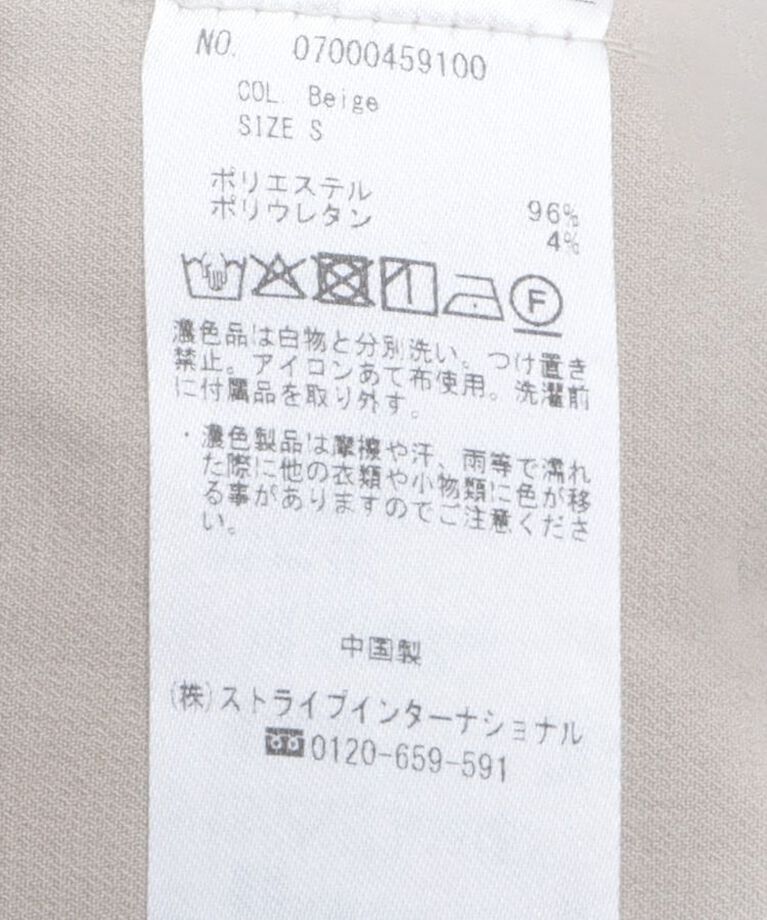 NO. 07000459100
COL. Beige
SIZE S
ポリエステル 96%
ポリウレタン 4%
F
濃色品は白物と分別洗い。つけ置き
禁止。アイロンあて布使用。洗濯前
に付属品を取り外す。
・濃色製品は摩擦や汗、雨等で濡れ
た際に他の衣類や小物類に色が移
る事がありますのでご注意くださ
い。
中国製
(株)ストライプインターナショナル
0120-659-591